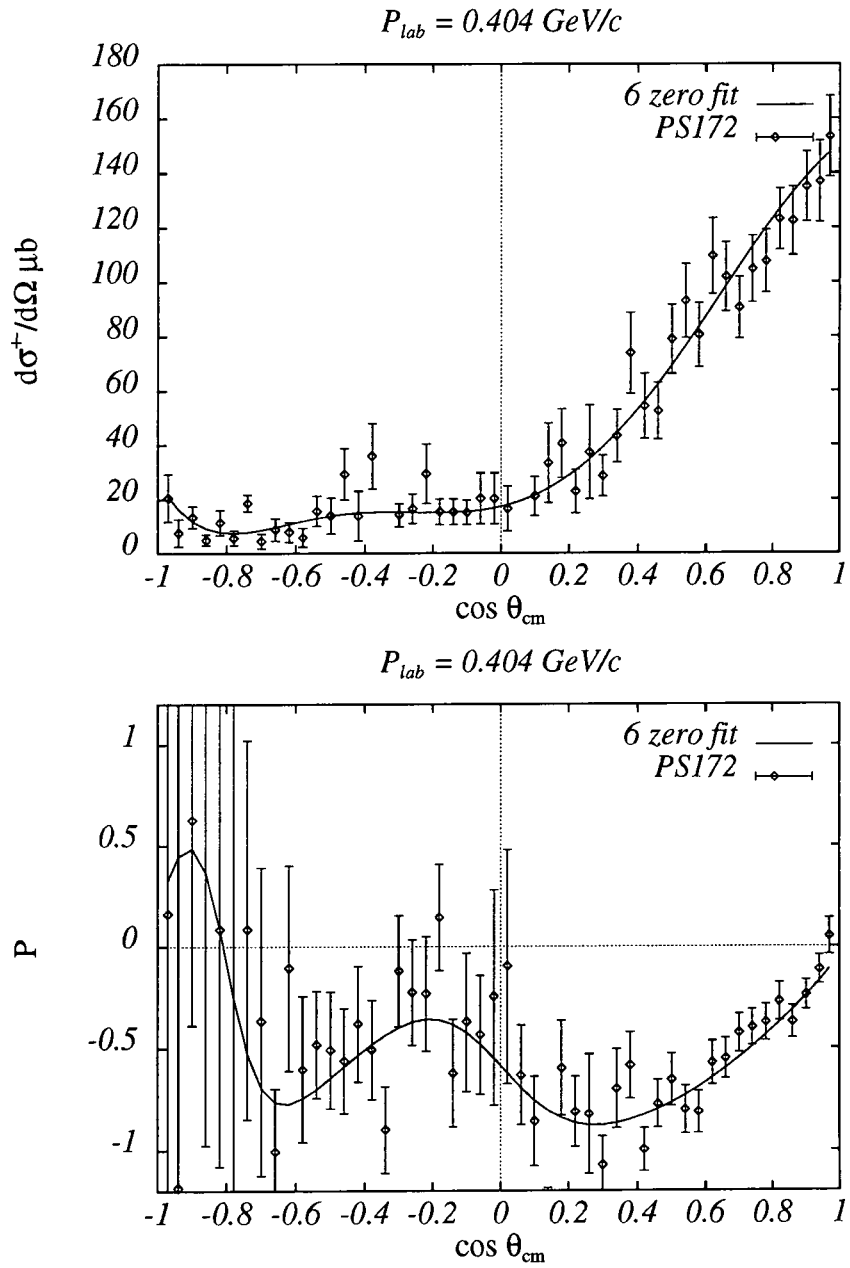 P_lab = 0.404 GeV/c
180
160
140
120
100
80
60
40
20
0
dσ⁺/dΩ μb
6 zero fit
PS172
-1 -0.8 -0.6 -0.4 -0.2 0 0.2 0.4 0.6 0.8 1
cos θ_cm
P_lab = 0.404 GeV/c
1
0.5
0
-0.5
-1
P
6 zero fit
PS172
-1 -0.8 -0.6 -0.4 -0.2 0 0.2 0.4 0.6 0.8 1
cos θ_cm